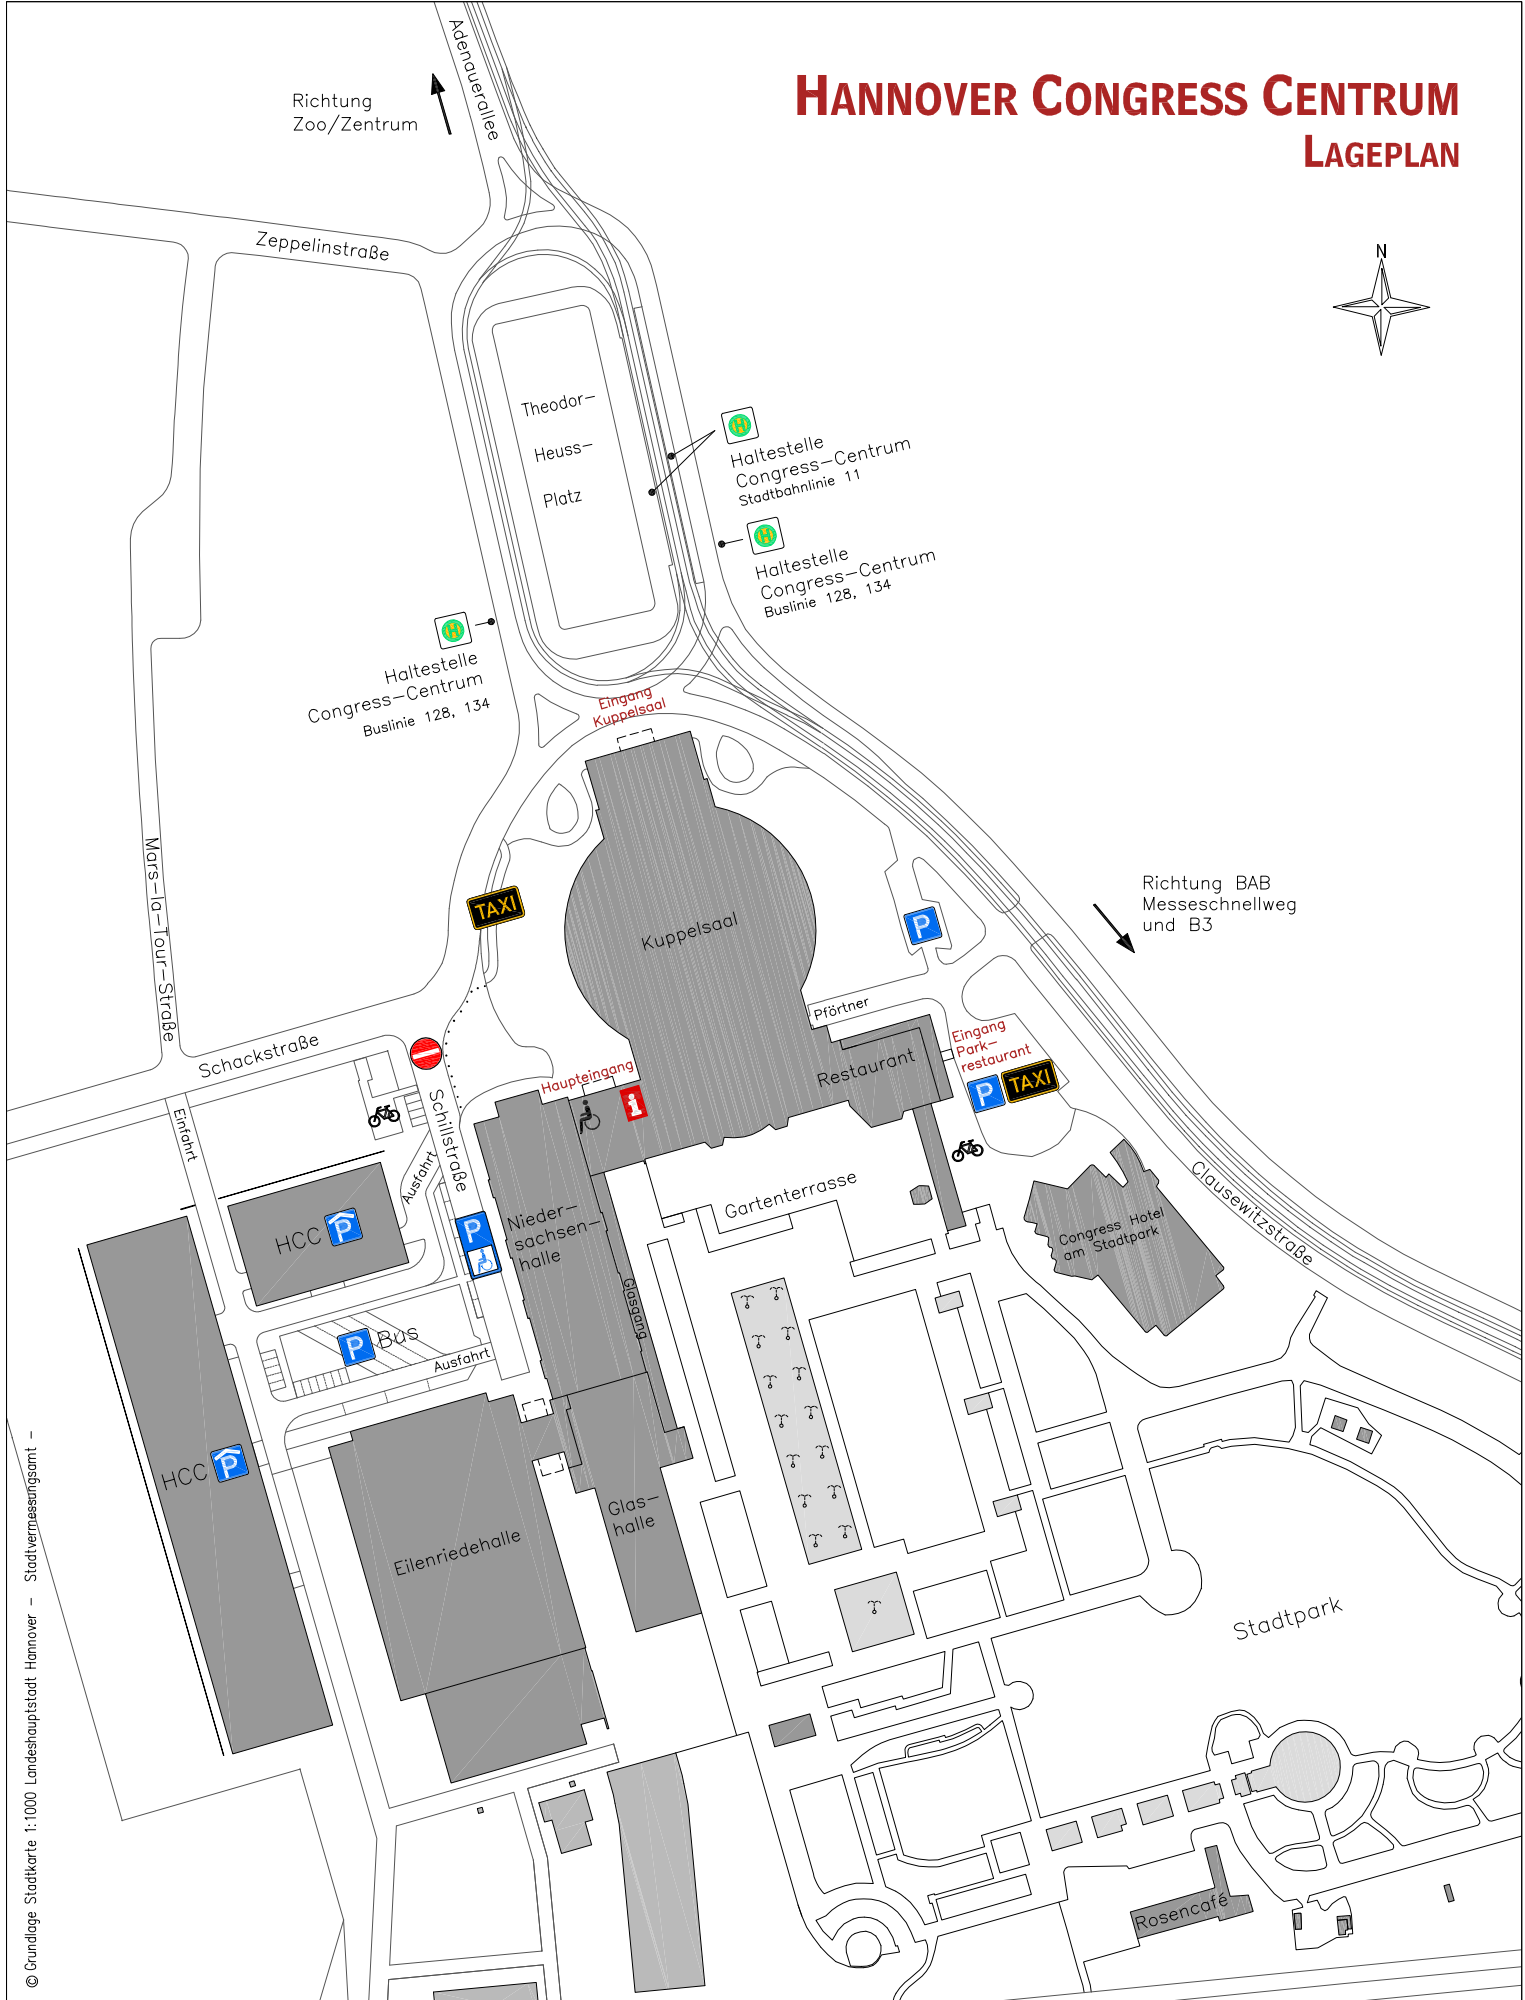 HANNOVER CONGRESS CENTRUM
LAGEPLAN
Adenauerallee
Richtung
Zoo/Zentrum
Zeppelinstraße
N
Theodor-
Heuss-
Platz
H
Haltestelle
Congress-Centrum
Stadtbahnlinie 11
H
Haltestelle
Congress-Centrum
Buslinie 128, 134
H
Haltestelle
Congress-Centrum
Buslinie 128, 134
Eingang
Kuppelsaal
Mars-la-Tour-Straße
TAXI
Kuppelsaal
P
Richtung BAB
Messeschnellweg
und B3
Pförtner
Schackstraße
Eingang
Park-
restaurant
Restaurant
P
TAXI
Haupteingang
i
Einfahrt
Schillstraße
Ausfahrt
Clausewitzstraße
Gartenterrasse
Congress Hotel
am Stadtpark
HCC
P
P
Nieder-
sachsen-
halle
Glasgang
P
Bus
Ausfahrt
HCC
P
Glas-
halle
Eilenriedehalle
Stadtpark
Rosencafé
© Grundlage Stadtkarte 1:1000 Landeshauptstadt Hannover - Stadtvermessungsamt -